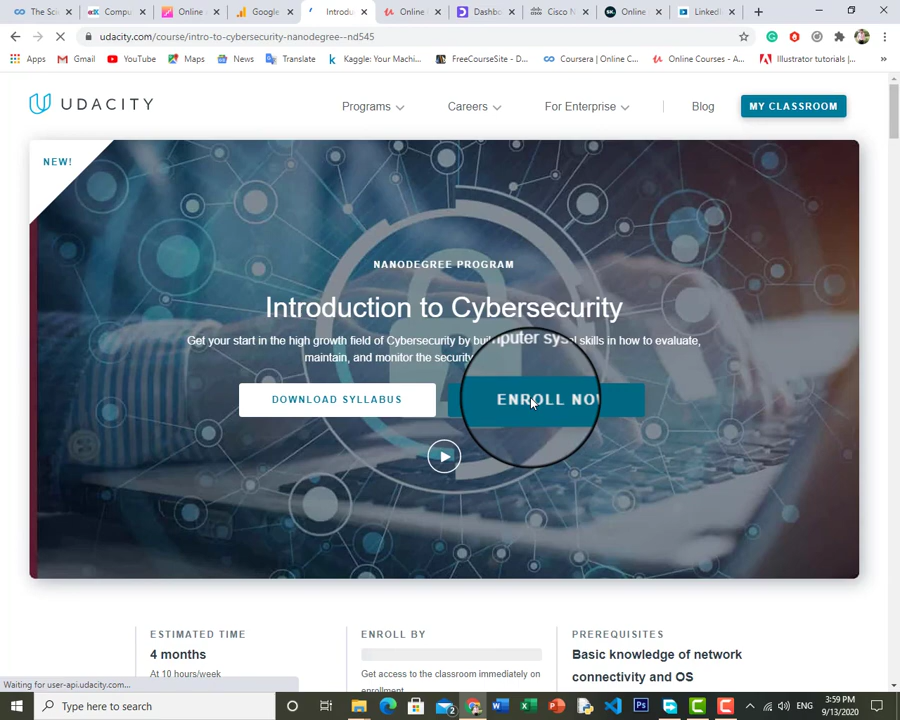 The Scie
Compu
Online
Google
Introdu
Online
Dashbo
Cisco N
Online
LinkedI
udacity.com/course/intro-to-cybersecurity-nanodegree--nd545
Apps Gmail YouTube Maps News Translate Kaggle: Your Machi... FreeCourseSite - D... Coursera | Online C... Online Courses - A... Illustrator tutorials |... »
UDACITY Programs Careers For Enterprise Blog MY CLASSROOM
NEW!
NANODEGREE PROGRAM
Introduction to Cybersecurity
Get your start in the high growth field of Cybersecurity by skills in how to evaluate,
maintain, and monitor the security
DOWNLOAD SYLLABUS ENROLL NOW
ESTIMATED TIME ENROLL BY PREREQUISITES
4 months Basic knowledge of network
At 10 hours/week Get access to the classroom immediately on connectivity and OS
enrollment
Waiting for user-api.udacity.com...
Type here to search
ENG
3:59 PM
9/13/2020